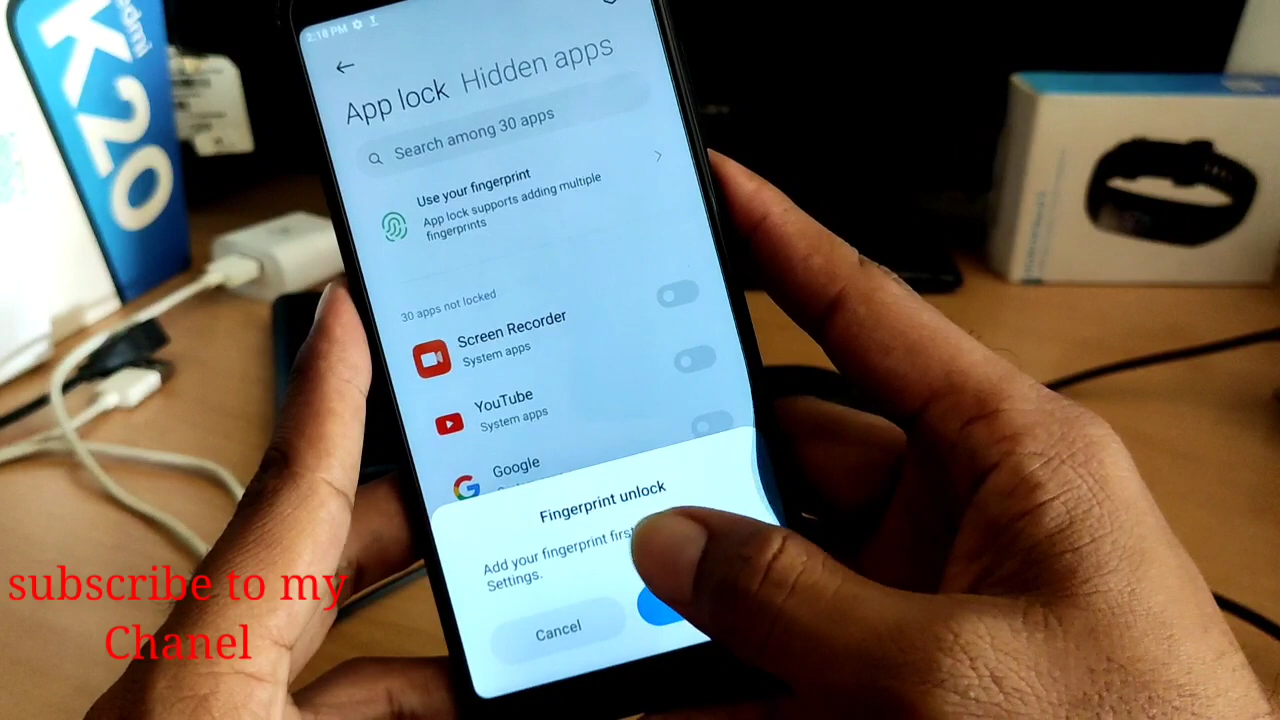 Redmi
K20
2:18 PM
App lock Hidden apps
Search among 30 apps
Use your fingerprint
App lock supports adding multiple
fingerprints
30 apps not locked
Screen Recorder
System apps
YouTube
System apps
Google
Fingerprint unlock
Add your fingerprint first
Settings.
Cancel
subscribe to my
Chanel